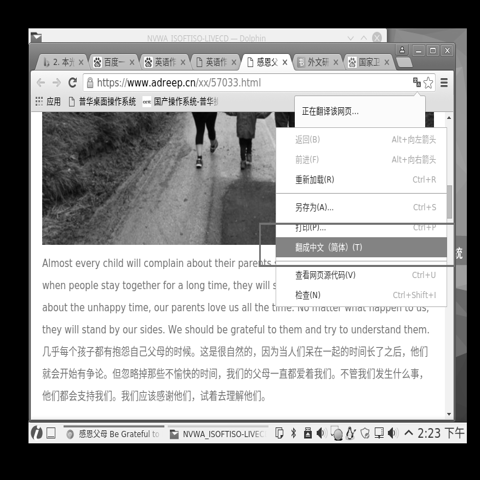 NVWA_ISOFTISO-LIVECD — Dolphin
2. 本
百度一
英语作
英语作
感恩父
外文研
国家卫
https://www.adreep.cn/xx/57033.html
应用
普华桌面操作系统
国产操作系统-普华
正在翻译该网页...
返回(B) Alt+向左箭头
前进(F) Alt+向右箭头
重新加载(R) Ctrl+R
另存为(A)... Ctrl+S
打印(P)... Ctrl+P
翻成中文（简体）(T)
查看网页源代码(V) Ctrl+U
检查(N) Ctrl+Shift+I
Almost every child will complain about their parents
when people stay together for a long time, they will
about the unhappy time, our parents love us all the time. No matter what happen to us,
they will stand by our sides. We should be grateful to them and try to understand them.
几乎每个孩子都有抱怨自己父母的时候。这是很自然的，因为当人们呆在一起的时间长了之后，他们
就会开始有争论。但忽略掉那些不愉快的时间，我们的父母一直都爱着我们。不管我们发生什么事，
他们都会支持我们。我们应该感谢他们，试着去理解他们。
统
感恩父母 Be Grateful to
NVWA_ISOFTISO-LIVEC
2:23 下午